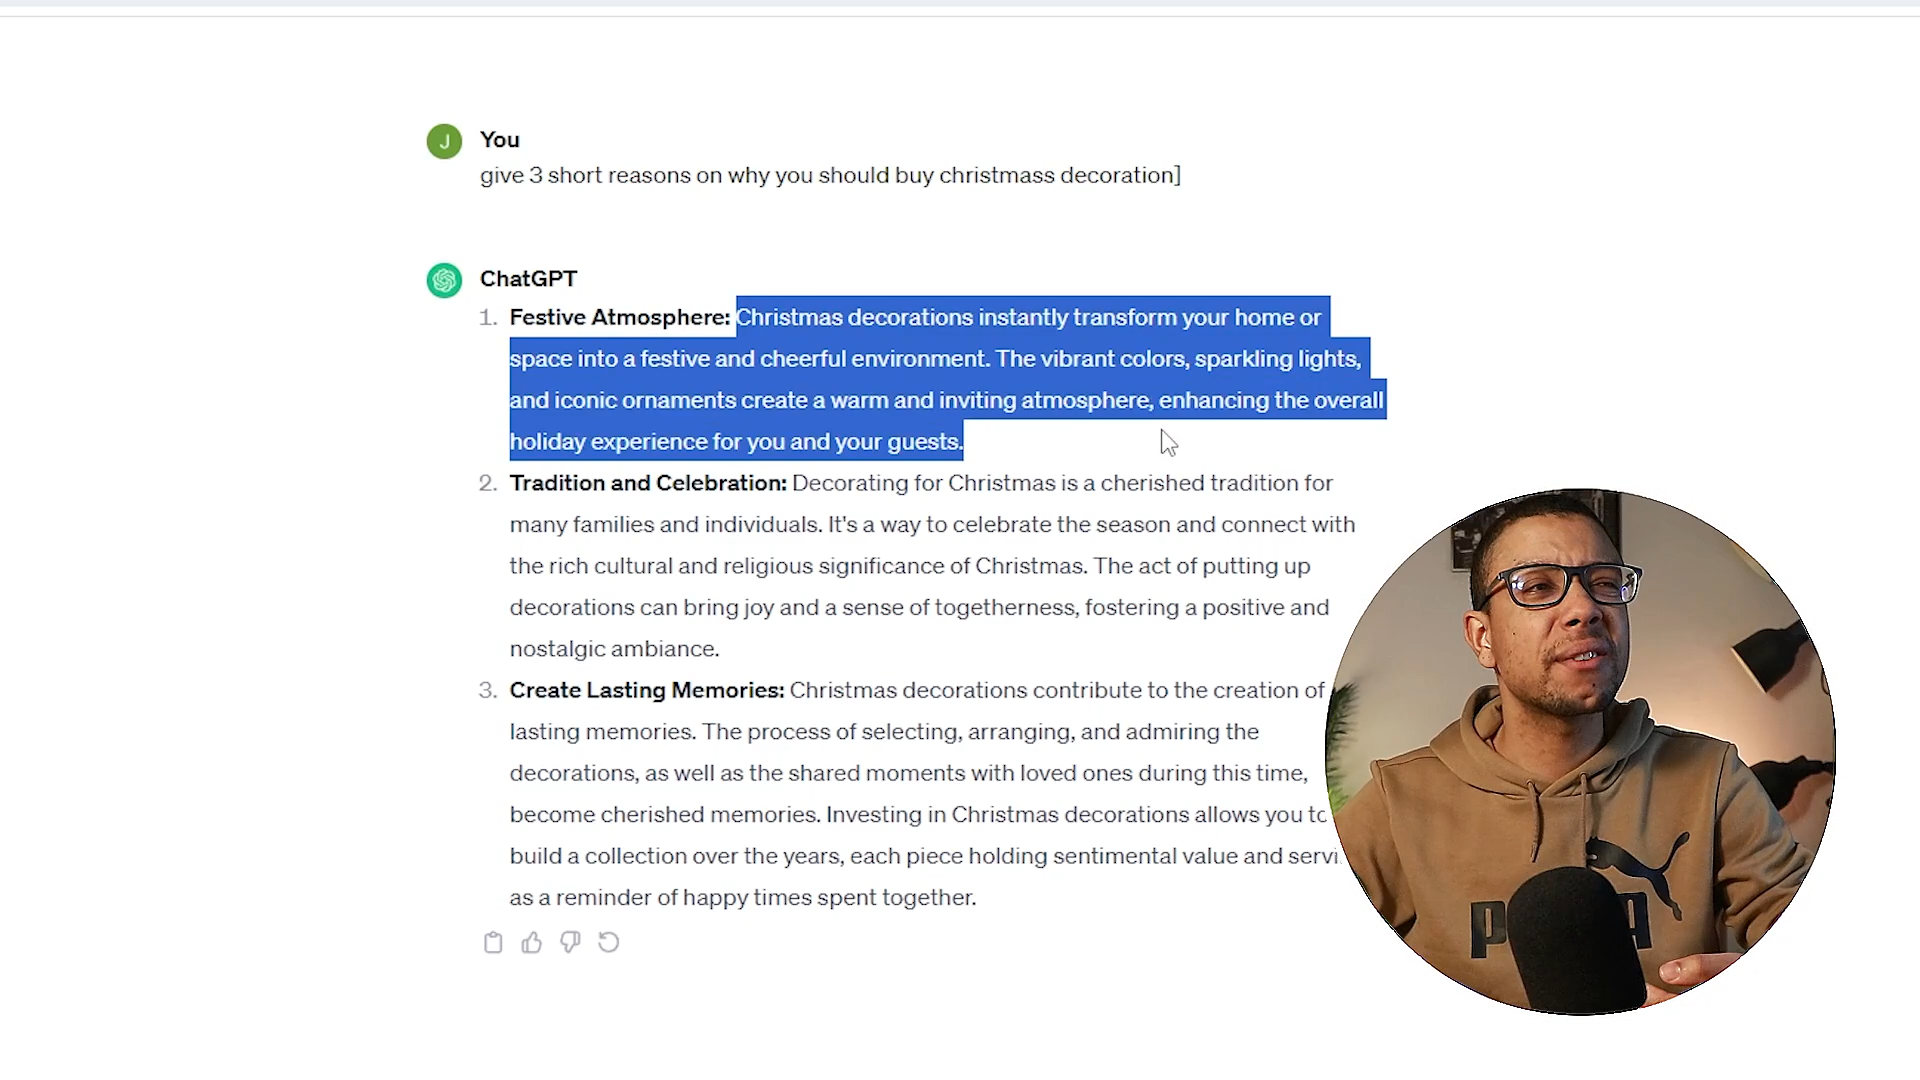 J You
give 3 short reasons on why you should buy christmass decoration]
ChatGPT
1. Festive Atmosphere: Christmas decorations instantly transform your home or
space into a festive and cheerful environment. The vibrant colors, sparkling lights,
and iconic ornaments create a warm and inviting atmosphere, enhancing the overall
holiday experience for you and your guests.
2. Tradition and Celebration: Decorating for Christmas is a cherished tradition for
many families and individuals. It's a way to celebrate the season and connect with
the rich cultural and religious significance of Christmas. The act of putting up
decorations can bring joy and a sense of togetherness, fostering a positive and
nostalgic ambiance.
3. Create Lasting Memories: Christmas decorations contribute to the creation of
lasting memories. The process of selecting, arranging, and admiring the
decorations, as well as the shared moments with loved ones during this time,
become cherished memories. Investing in Christmas decorations allows you to
build a collection over the years, each piece holding sentimental value and servi
as a reminder of happy times spent together.